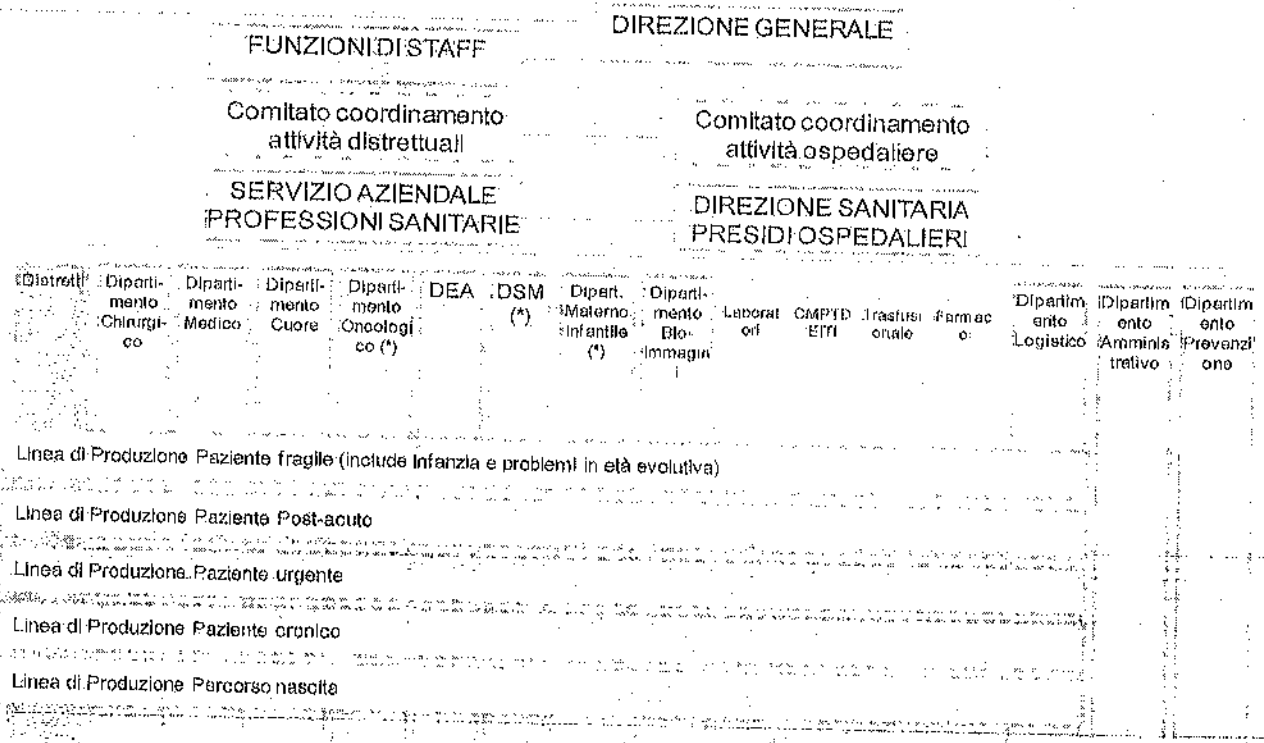 DIREZIONE GENERALE
FUNZIONI DI STAFF
Comitato coordinamento
attività distrettuali
Comitato coordinamento
attività ospedaliere
SERVIZIO AZIENDALE
PROFESSIONI SANITARIE
DIREZIONE SANITARIA
PRESIDI OSPEDALIERI
Distretti
Diparti-
mento
Chirurgi-
co
Diparti-
mento
Medico
Diparti-
mento
Cuore
Diparti-
mento
Oncologi
co (*)
DEA
DSM
(*)
Dipart.
Materno
Infantile
(*)
Diparti-
mento
Bio-
Immagini
Laborat
ori
CMPTD
Trasfusi
onale
Farmac
Dipartim
ento
Logistico
Dipartim
ento
Amminis
trativo
Dipartim
ento
Prevenzi
one
Linea di Produzione Paziente fragile (include infanzia e problemi in età evolutiva)
Linea di Produzione Paziente Post-acuto
Linea di Produzione Paziente urgente
Linea di Produzione Paziente cronico
Linea di Produzione Percorso nascita